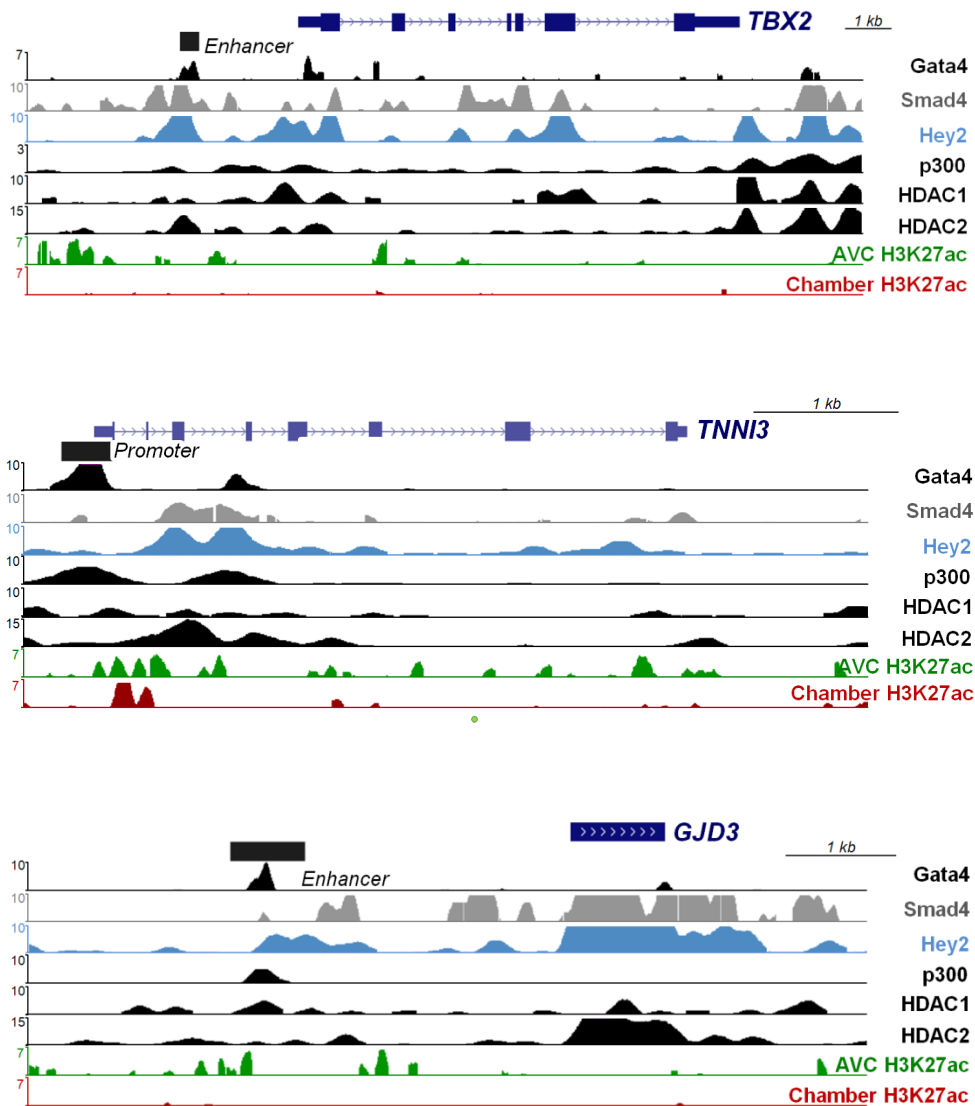 TBX2
1 kb
Enhancer
7 Gata4
10 Smad4
10 Hey2
3 p300
10 HDAC1
15 HDAC2
7 AVC H3K27ac
7 Chamber H3K27ac
1 kb
TNNI3
Promoter
10 Gata4
10 Smad4
10 Hey2
10 p300
10 HDAC1
15 HDAC2
7 AVC H3K27ac
7 Chamber H3K27ac
GJD3
1 kb
Enhancer
10 Gata4
10 Smad4
10 Hey2
10 p300
10 HDAC1
15 HDAC2
7 AVC H3K27ac
7 Chamber H3K27ac